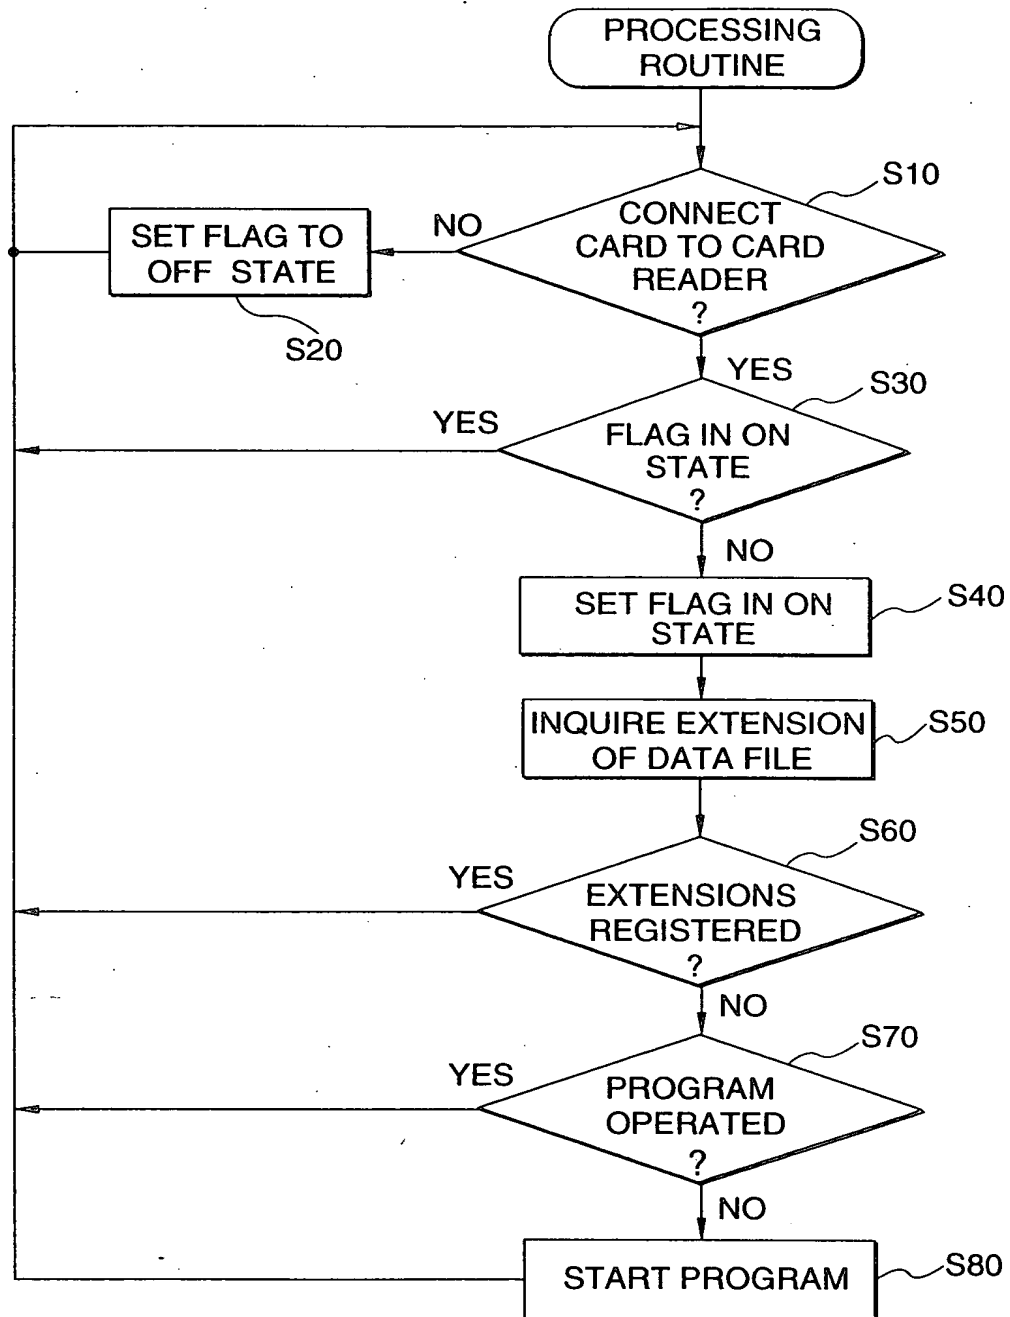 PROCESSING
ROUTINE
S10
CONNECT
CARD TO CARD
READER
?
NO
SET FLAG TO
OFF STATE
S20
YES
S30
YES
FLAG IN ON
STATE
?
NO
SET FLAG IN ON
STATE
S40
INQUIRE EXTENSION
OF DATA FILE
S50
S60
YES
EXTENSIONS
REGISTERED
?
NO
S70
YES
PROGRAM
OPERATED
?
NO
START PROGRAM
S80